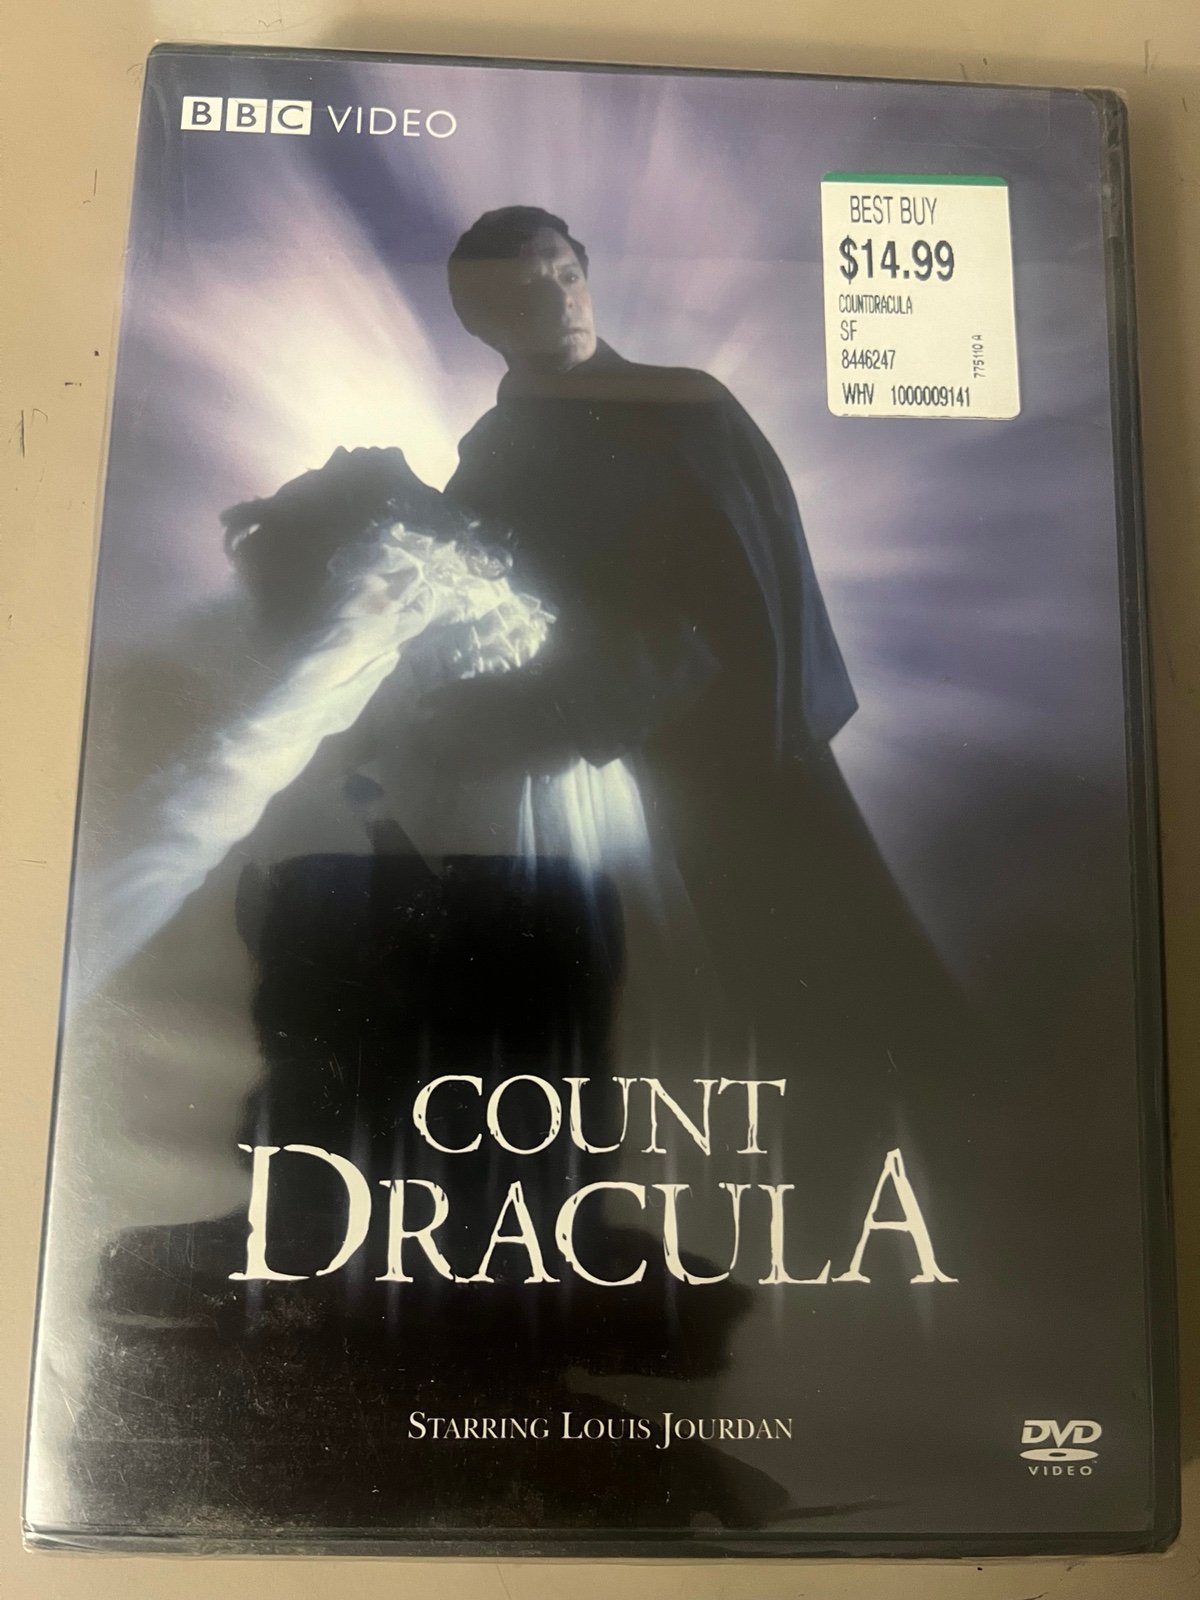 BBC VIDEO
BEST BUY
$14.99
COUNTDRACULA
SF
8446247
775110 A
WHV 1000009141
COUNT
DRACULA
STARRING LOUIS JOURDAN
DVD
VIDEO